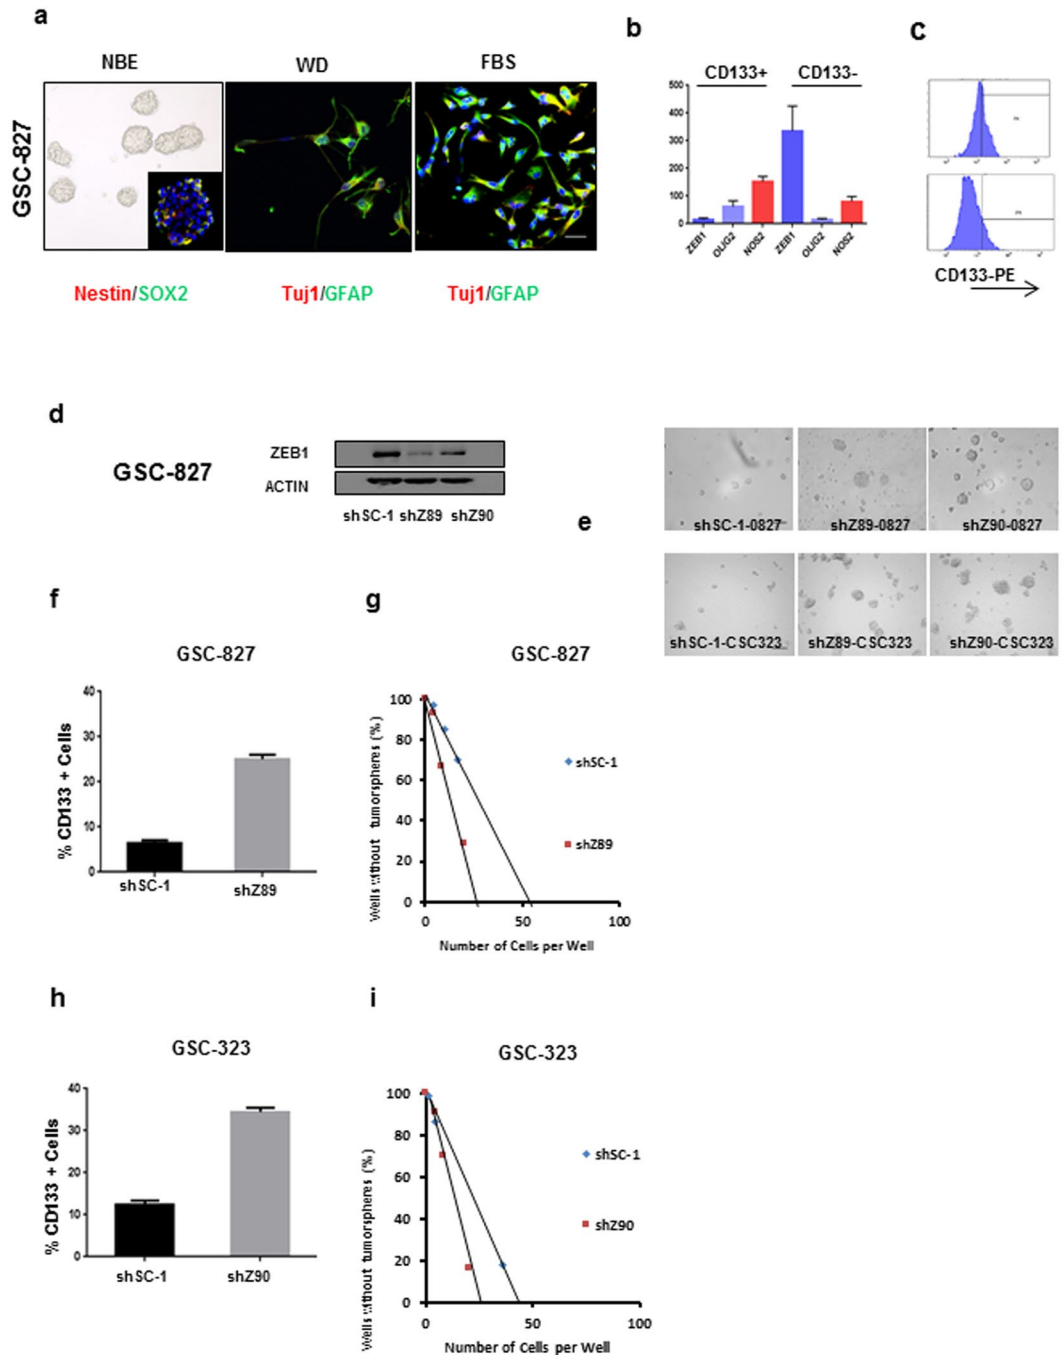 a
NBE
WD
FBS
GSC-827
Nestin/SOX2
Tuj1/GFAP
Tuj1/GFAP
b
CD133+
CD133-
500
400
300
200
100
0
ZEB1
OLIG2
NOS2
ZEB1
OLIG2
NOS2
c
CD133-PE
d
GSC-827
ZEB1
ACTIN
shSC-1 shZ89 shZ90
e
shSC-1-0827
shZ89-0827
shZ90-0827
shSC-1-CSC323
shZ89-CSC323
shZ90-CSC323
f
GSC-827
% CD133 + Cells
40
30
20
10
0
shSC-1
shZ89
g
GSC-827
Wells without tumorspheres (%)
100
80
60
40
20
0
0
50
100
Number of Cells per Well
shSC-1
shZ89
h
GSC-323
% CD133 + Cells
40
30
20
10
0
shSC-1
shZ90
i
GSC-323
Wells without tumorspheres (%)
100
80
60
40
20
0
0
50
100
Number of Cells per Well
shSC-1
shZ90